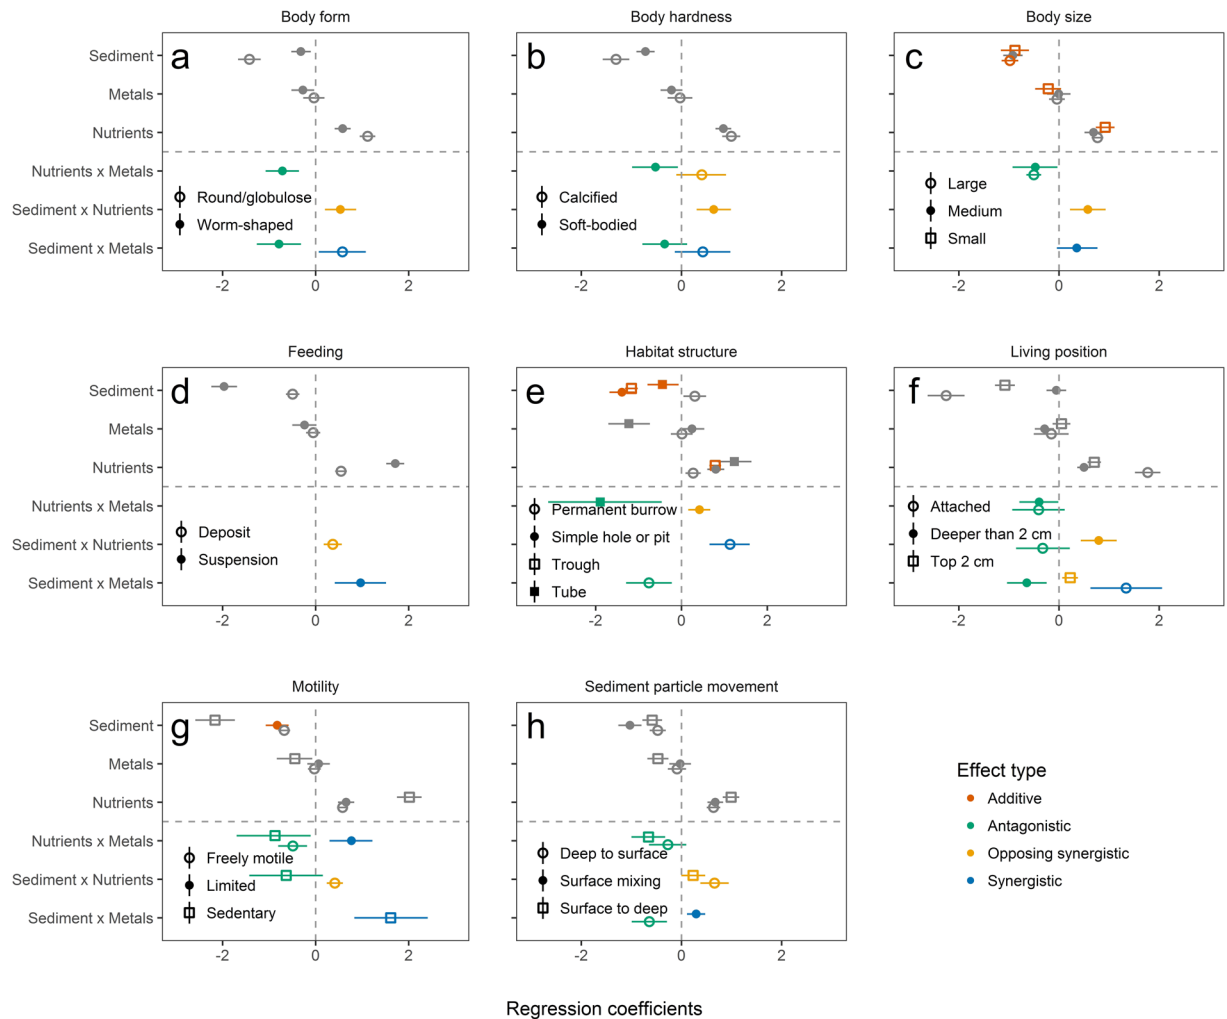 Body form
Body hardness
Body size
a
b
c
Sediment
Metals
Nutrients
Nutrients x Metals
Sediment x Nutrients
Sediment x Metals
Round/globulose
Worm-shaped
Calcified
Soft-bodied
Large
Medium
Small
-2 0 2
-2 0 2
-2 0 2
Feeding
Habitat structure
Living position
d
e
f
Sediment
Metals
Nutrients
Nutrients x Metals
Sediment x Nutrients
Sediment x Metals
Deposit
Suspension
Permanent burrow
Simple hole or pit
Trough
Tube
Attached
Deeper than 2 cm
Top 2 cm
-2 0 2
-2 0 2
-2 0 2
Motility
Sediment particle movement
g
h
Sediment
Metals
Nutrients
Nutrients x Metals
Sediment x Nutrients
Sediment x Metals
Freely motile
Limited
Sedentary
Deep to surface
Surface mixing
Surface to deep
-2 0 2
-2 0 2
Effect type
Additive
Antagonistic
Opposing synergistic
Synergistic
Regression coefficients